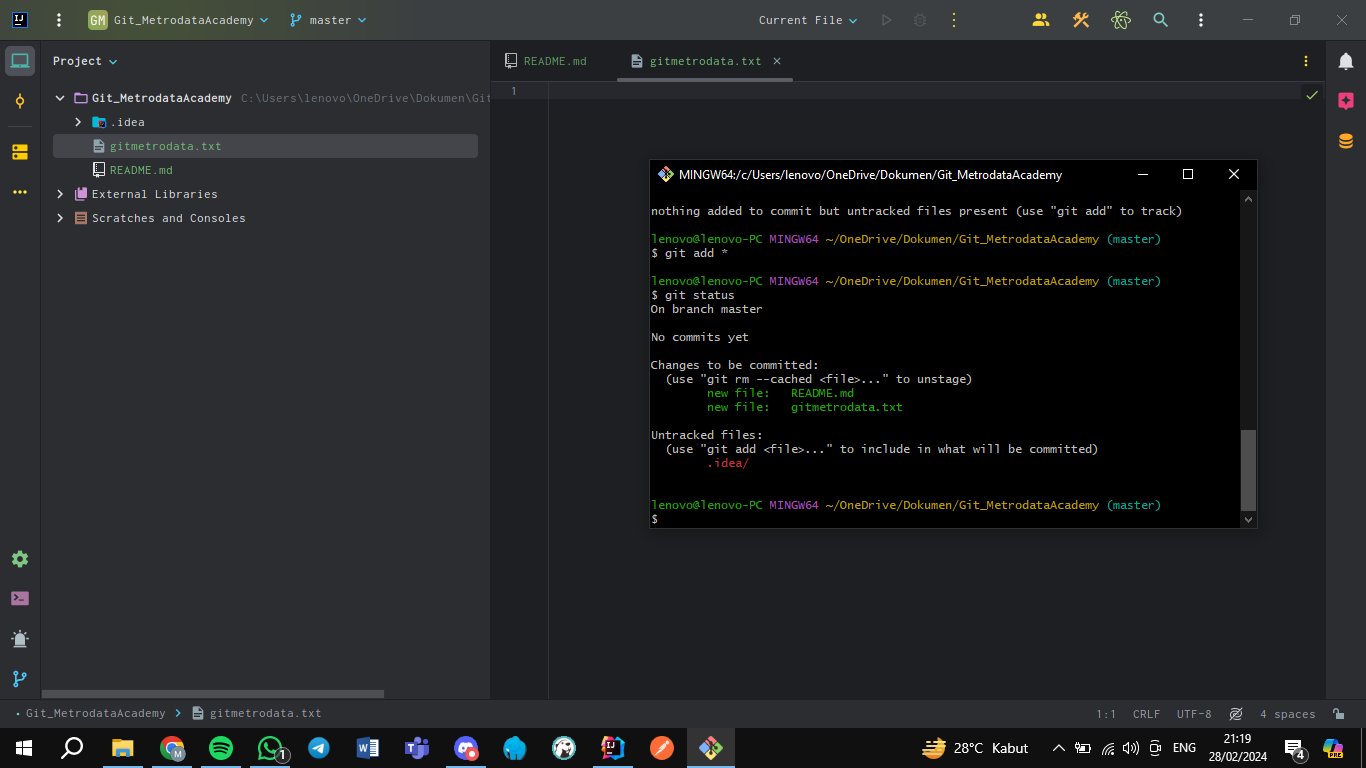 GM Git_MetrodataAcademy master Current File
Project
README.md gitmetrodata.txt
Git_MetrodataAcademy C:\Users\lenovo\OneDrive\Dokumen\Git
1
.idea
gitmetrodata.txt
README.md
External Libraries
Scratches and Consoles
MINGW64:/c/Users/lenovo/OneDrive/Dokumen/Git_MetrodataAcademy
nothing added to commit but untracked files present (use "git add" to track)
lenovo@lenovo-PC MINGW64 ~/OneDrive/Dokumen/Git_MetrodataAcademy (master)
$ git add *
lenovo@lenovo-PC MINGW64 ~/OneDrive/Dokumen/Git_MetrodataAcademy (master)
$ git status
On branch master
No commits yet
Changes to be committed:
(use "git rm --cached <file>..." to unstage)
new file:   README.md
new file:   gitmetrodata.txt
Untracked files:
(use "git add <file>..." to include in what will be committed)
.idea/
lenovo@lenovo-PC MINGW64 ~/OneDrive/Dokumen/Git_MetrodataAcademy (master)
$
Git_MetrodataAcademy > gitmetrodata.txt 1:1 CRLF UTF-8 4 spaces
28°C Kabut ENG 21:19
28/02/2024